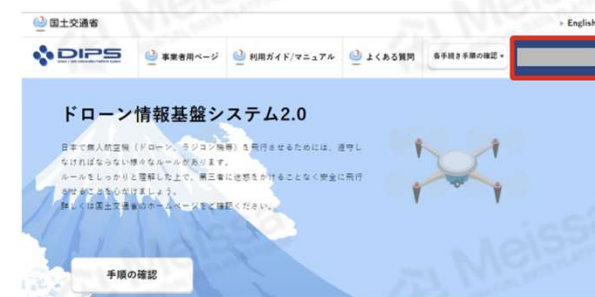 国土交通省
> English
DIPS
事業者用ページ
利用ガイド/マニュアル
よくある質問
各手続き手順の確認
ドローン情報基盤システム2.0
日本で無人航空機（ドローン、ラジコン機等）を飛行させるためには、遵守し
なければならない様々なルールがあります。
ルールをしっかりと理解した上で、第三者に迷惑をかけることなく安全に飛行
させることを心がけましょう。
詳しくは国土交通省のホームページをご確認ください。
手順の確認